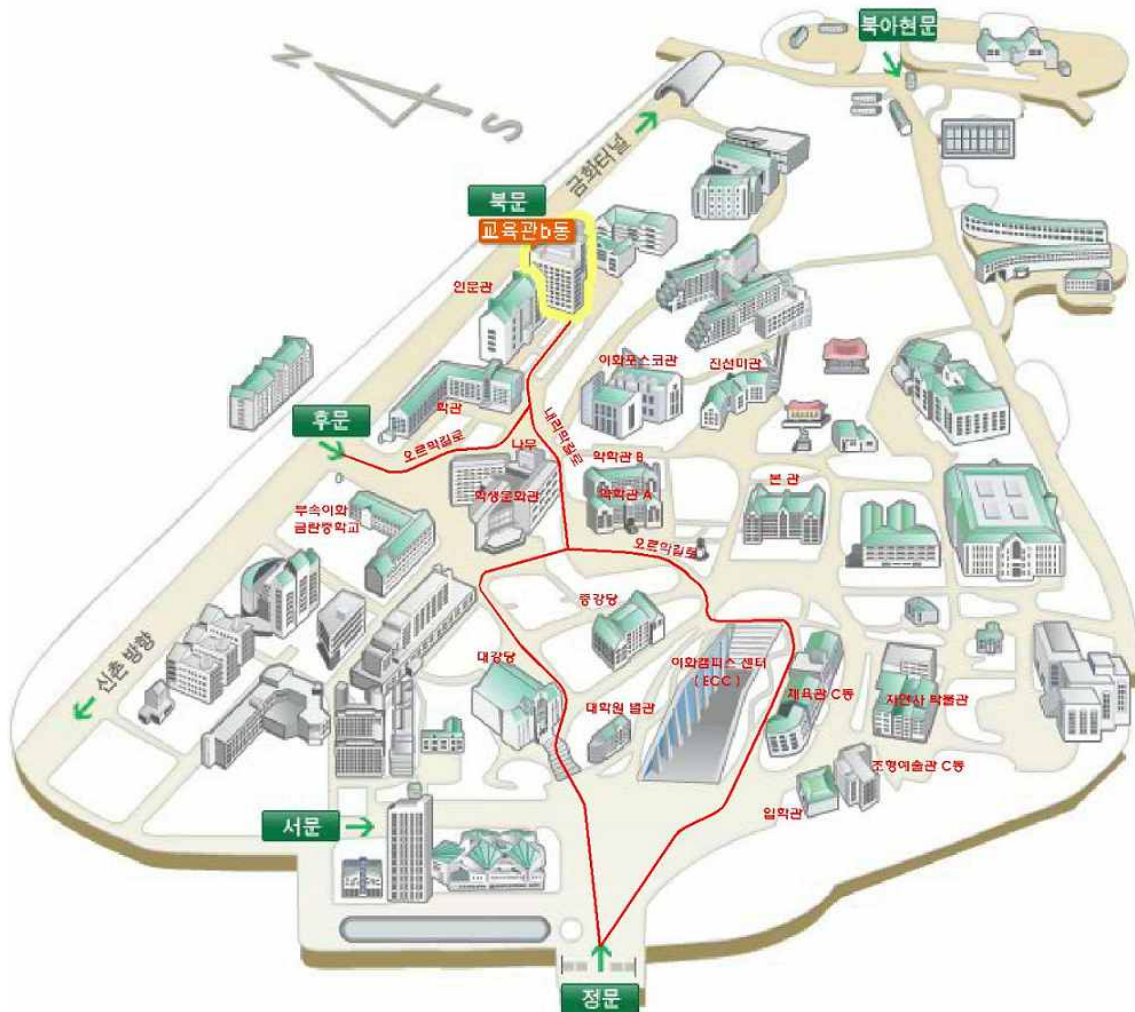 북아현문
N
S
금화터널
북문
교육관b동
인문관
이화포스코관
진선미관
학관
후문
오르막길로
내리막길로
나무
학생문화관
약학관 B
약학관 A
본 관
부속이화
금란중학교
오르막길로
중강당
신촌 방향
대강당
이화캠퍼스 센터
( ECC )
체육관 C동
자연사 박물관
대학원 별관
조형예술관 C동
입학관
서문
정문